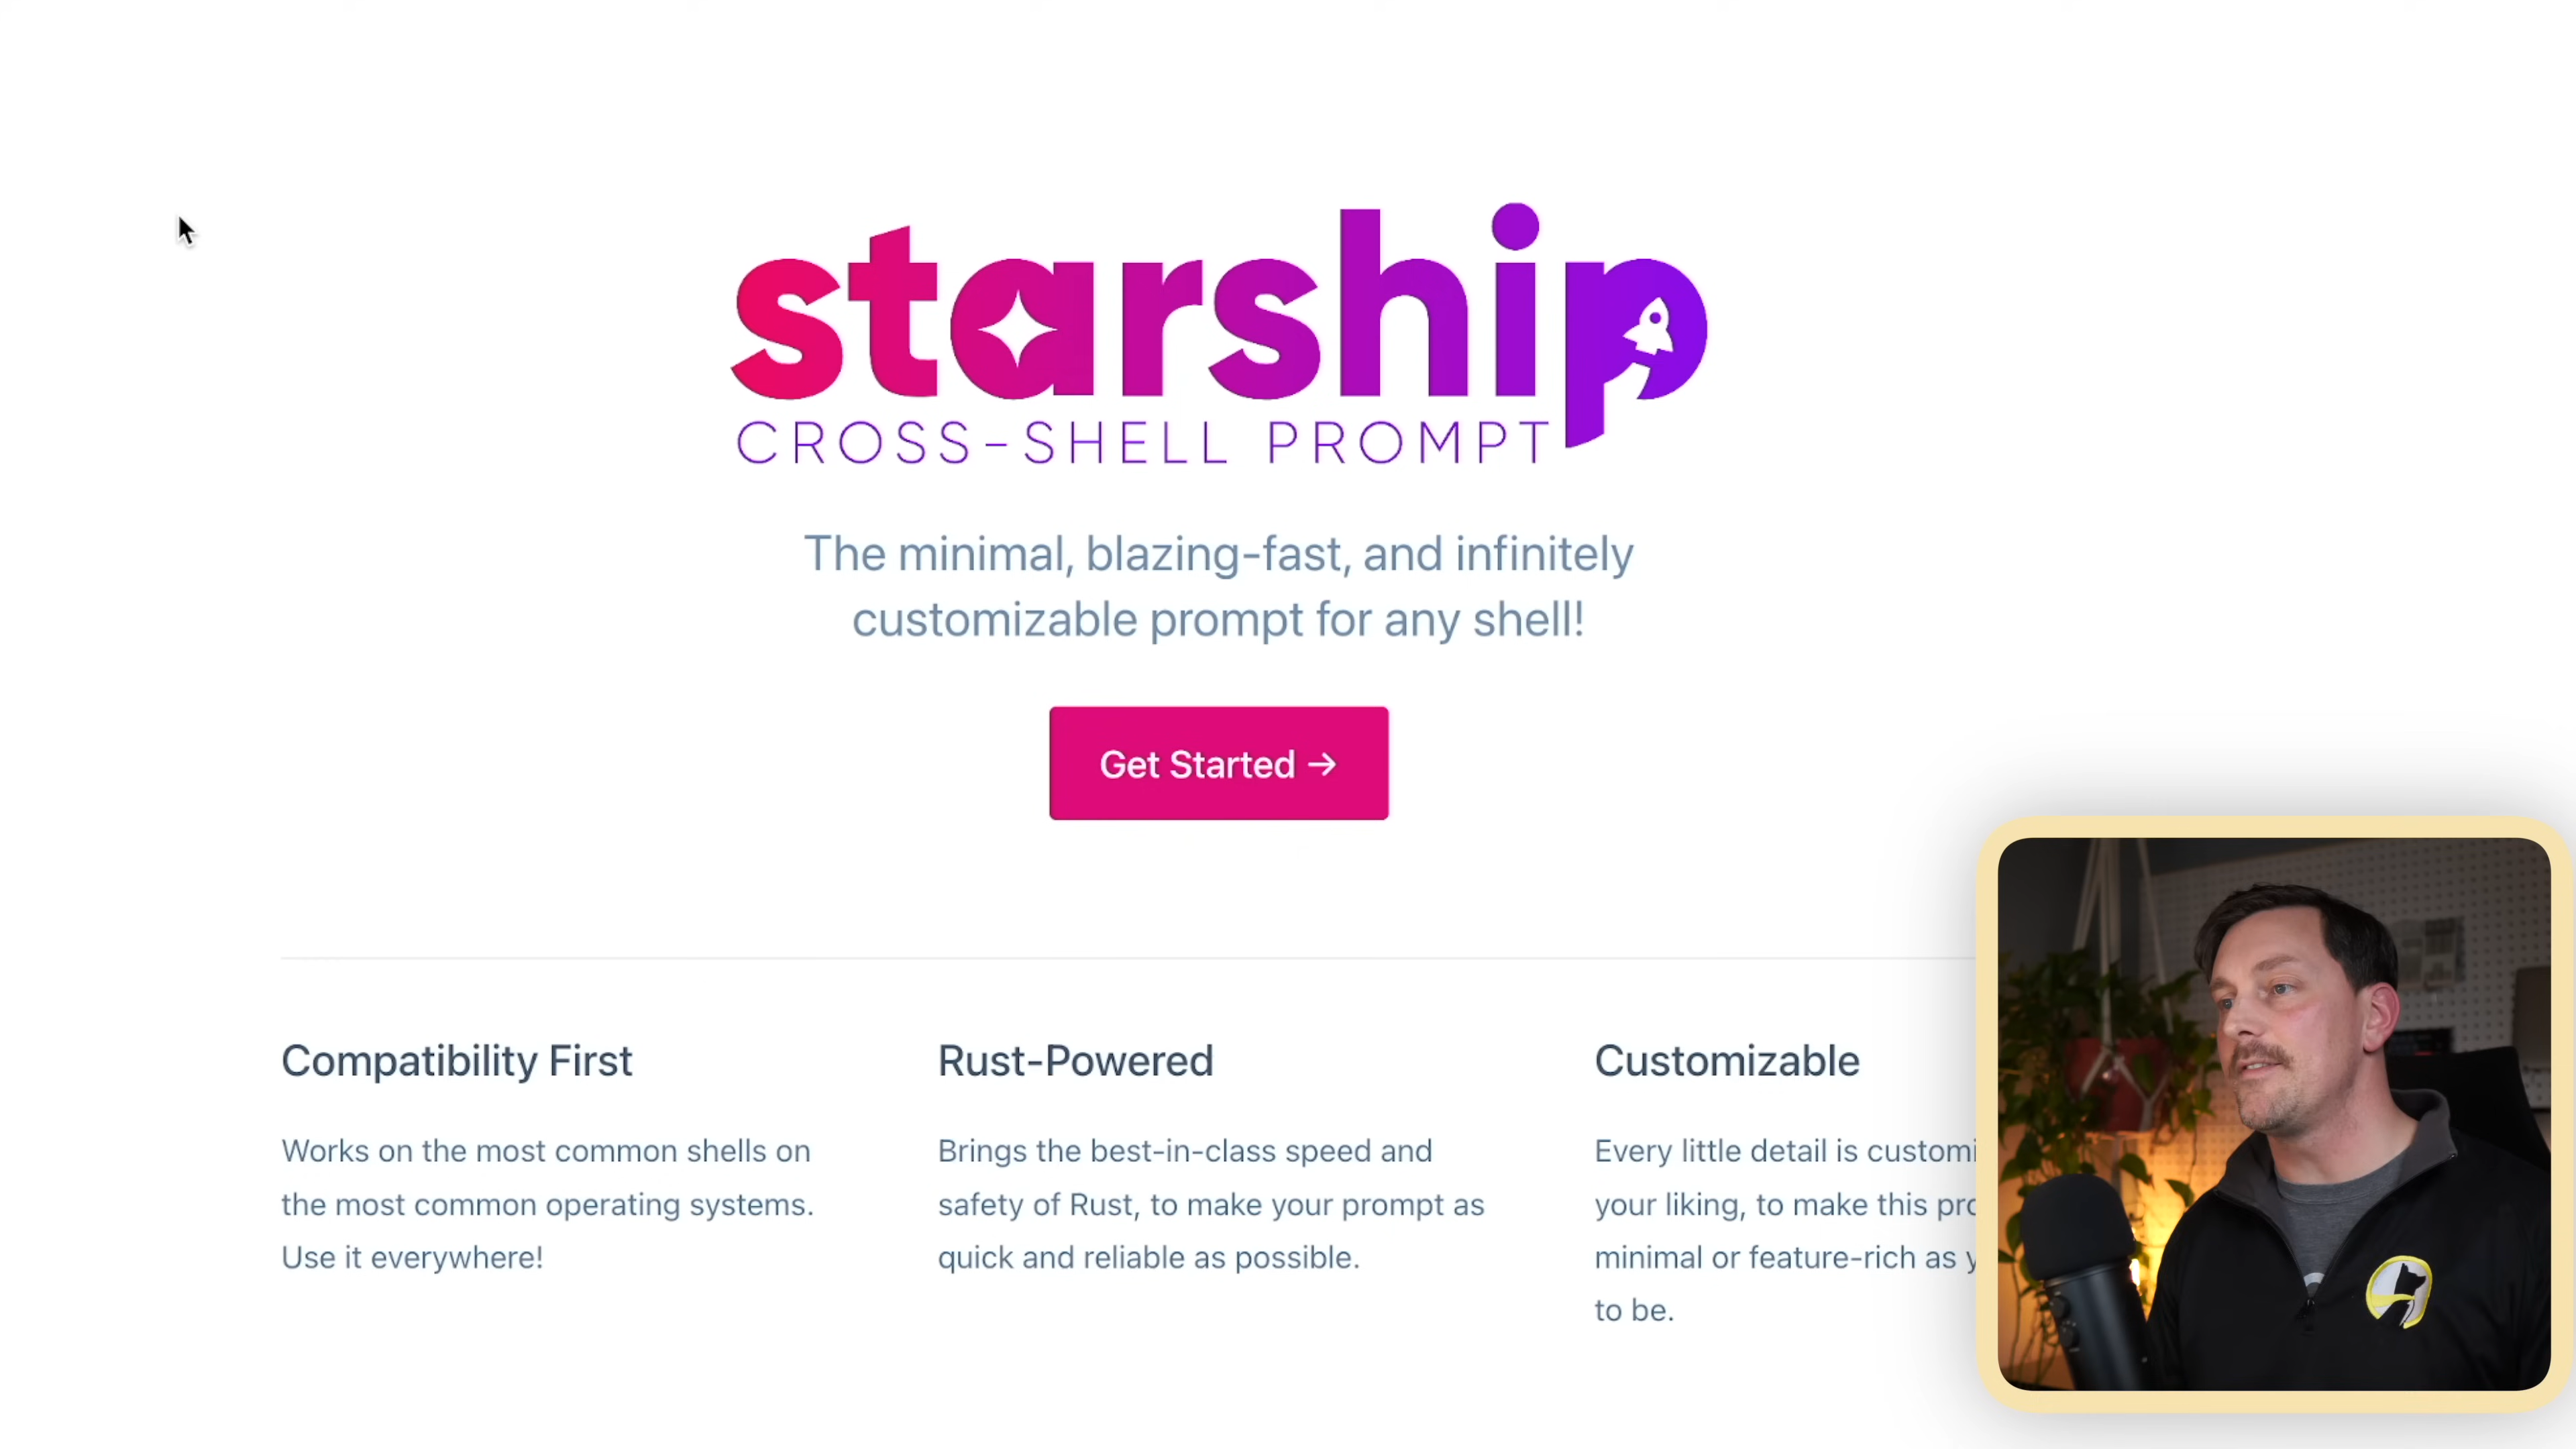 starship
CROSS-SHELL PROMPT
The minimal, blazing-fast, and infinitely
customizable prompt for any shell!
Get Started →
Compatibility First
Works on the most common shells on
the most common operating systems.
Use it everywhere!
Rust-Powered
Brings the best-in-class speed and
safety of Rust, to make your prompt as
quick and reliable as possible.
Customizable
Every little detail is
your liking, to make this
minimal or feature-rich as
to be.